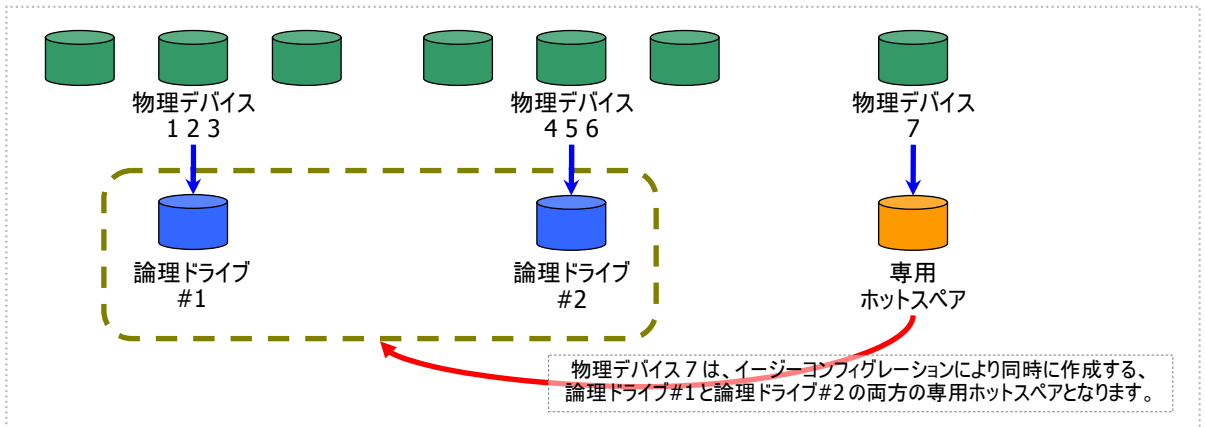 物理デバイス
1 2 3
物理デバイス
4 5 6
物理デバイス
7
論理ドライブ
#1
論理ドライブ
#2
専用
ホットスペア
物理デバイス 7 は、イージーコンフィグレーションにより同時に作成する、
論理ドライブ#1 と論理ドライブ#2 の両方の専用ホットスペアとなります。